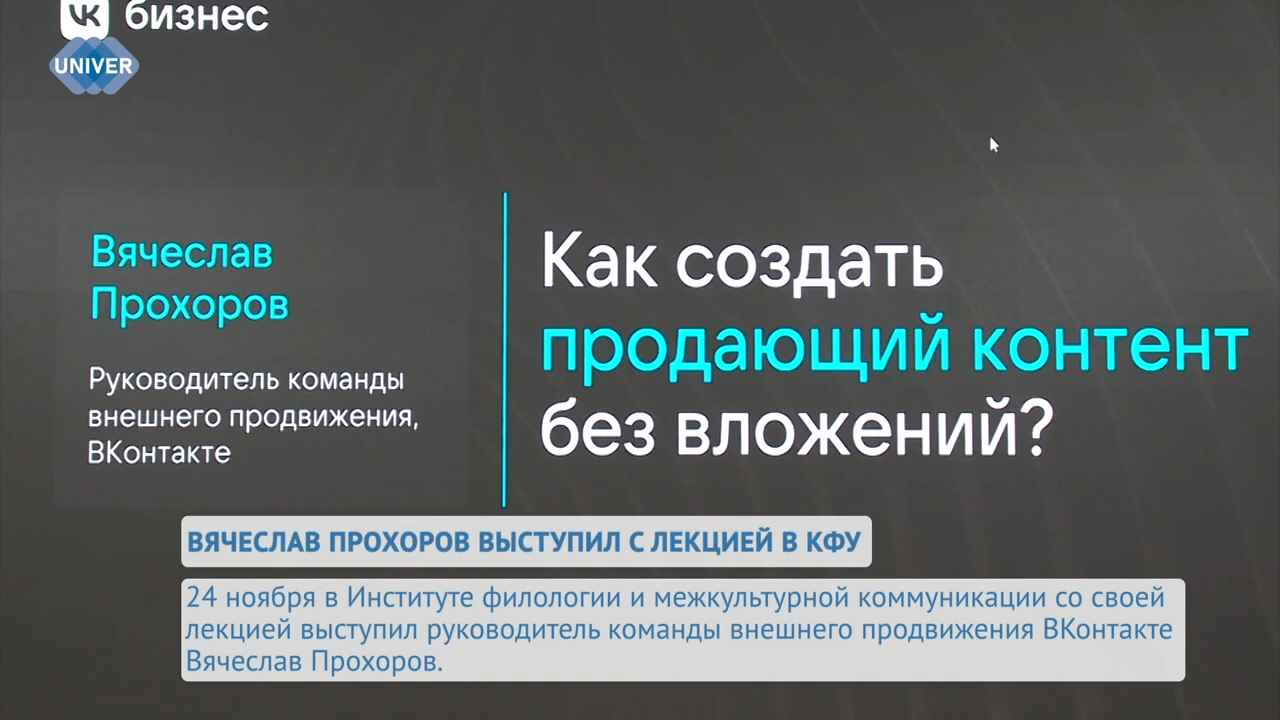 VK бизнес
UNIVER
Вячеслав
Прохоров
Руководитель команды
внешнего продвижения,
ВКонтакте
Как создать
продающий контент
без вложений?
ВЯЧЕСЛАВ ПРОХОРОВ ВЫСТУПИЛ С ЛЕКЦИЕЙ В КФУ
24 ноября в Институте филологии и межкультурной коммуникации со своей
лекцией выступил руководитель команды внешнего продвижения ВКонтакте
Вячеслав Прохоров.